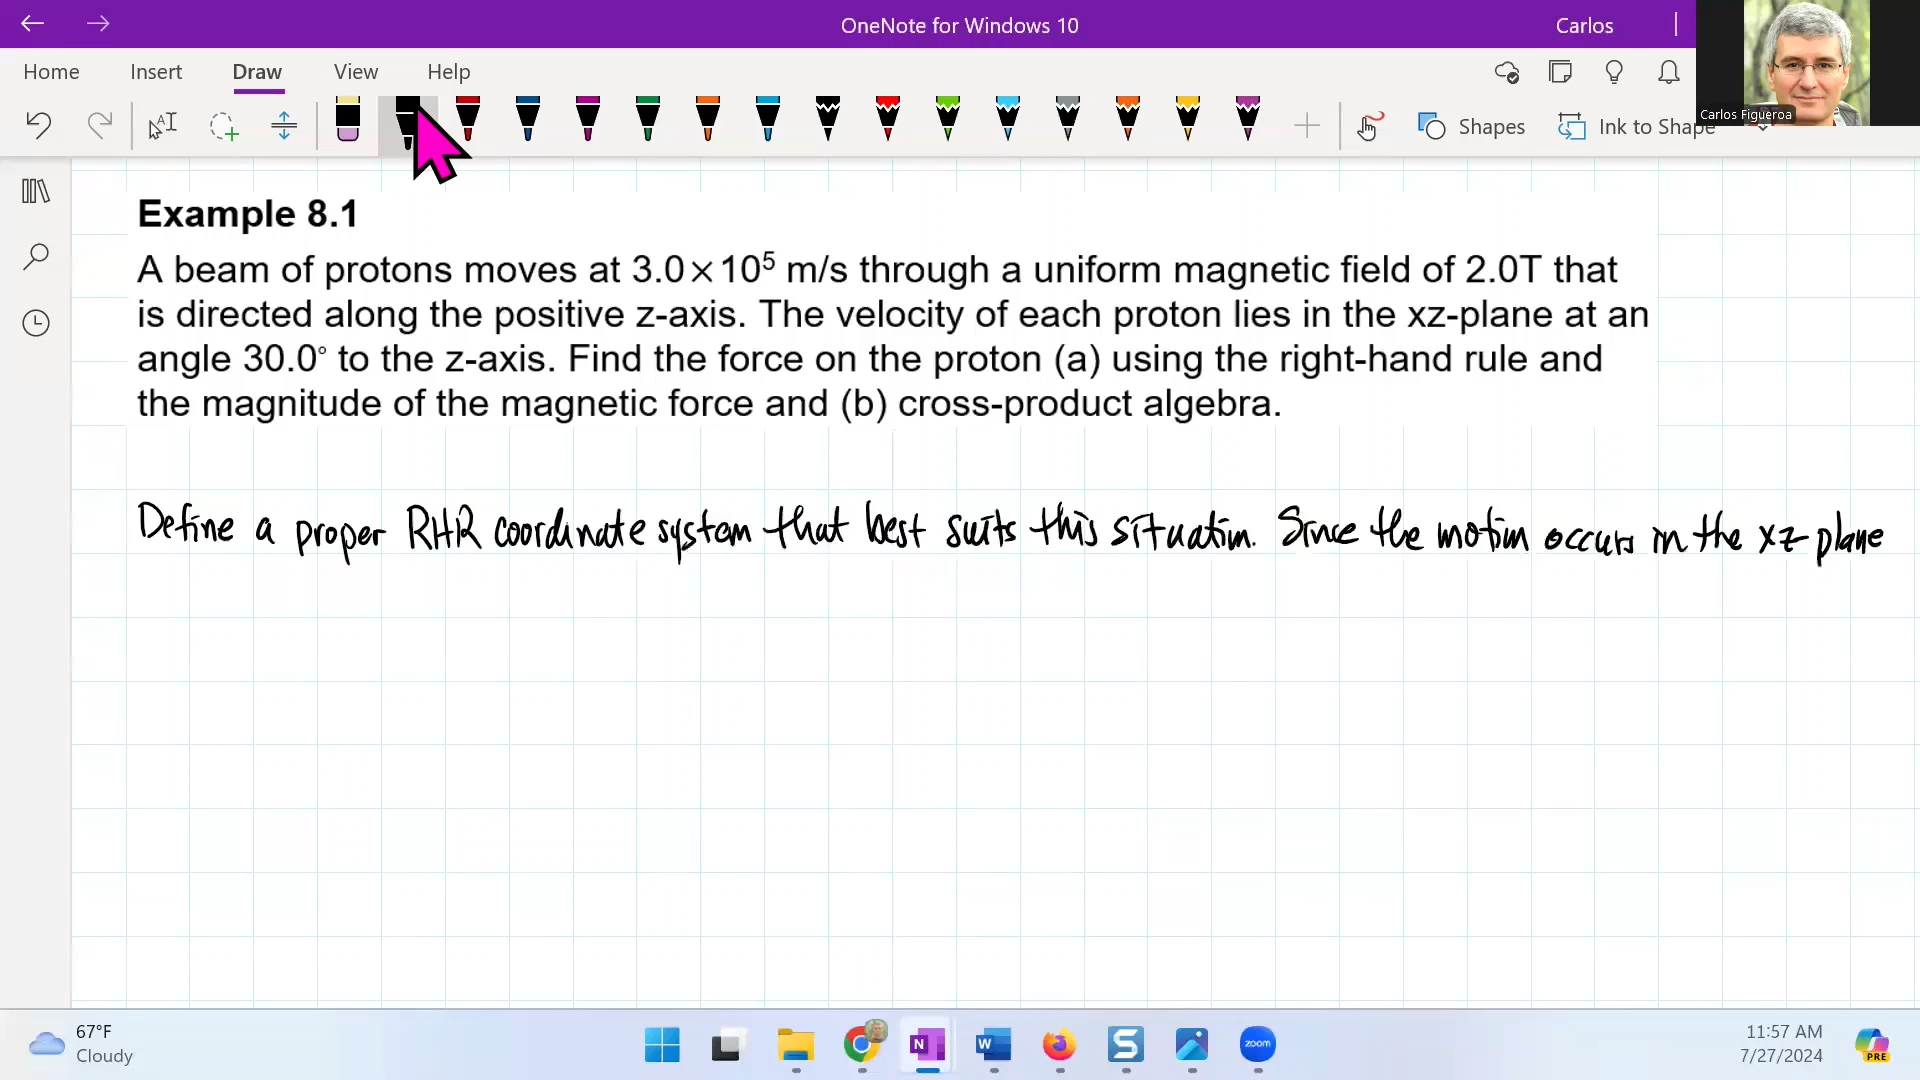 OneNote for Windows 10
Carlos
Home Insert Draw View Help
Shapes Ink to Shape
Carlos Figueroa
Example 8.1
A beam of protons moves at 3.0×10⁵ m/s through a uniform magnetic field of 2.0T that
is directed along the positive z-axis. The velocity of each proton lies in the xz-plane at an
angle 30.0° to the z-axis. Find the force on the proton (a) using the right-hand rule and
the magnitude of the magnetic force and (b) cross-product algebra.
Define a proper RHR coordinate system that best suits this situation. Since the motion occurs in the xz-plane
67°F
Cloudy
N W S zoom
11:57 AM
7/27/2024
PRE